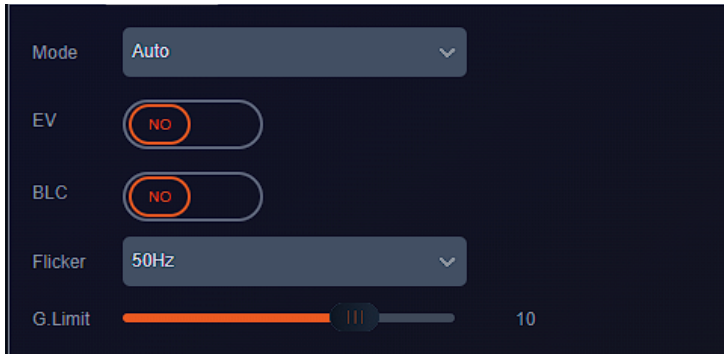 Mode Auto
EV NO
BLC NO
Flicker 50Hz
G.Limit 10